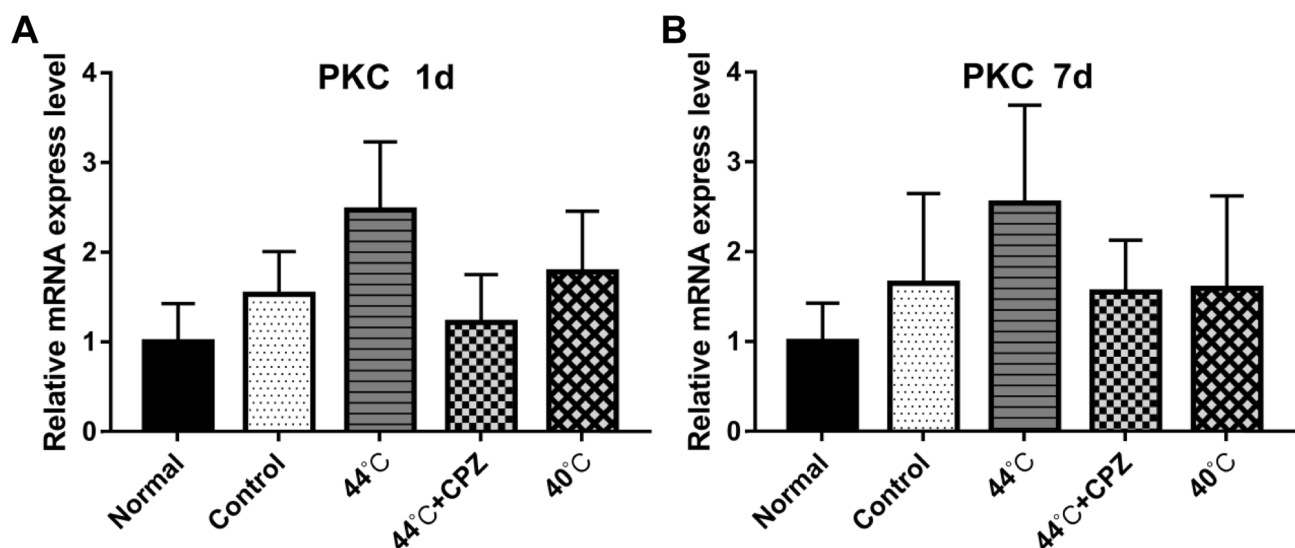 A
PKC 1d
Relative mRNA express level
4
3
2
1
0
Normal
Control
44℃
44℃+CPZ
40℃
B
PKC 7d
Relative mRNA express level
4
3
2
1
0
Normal
Control
44℃
44℃+CPZ
40℃